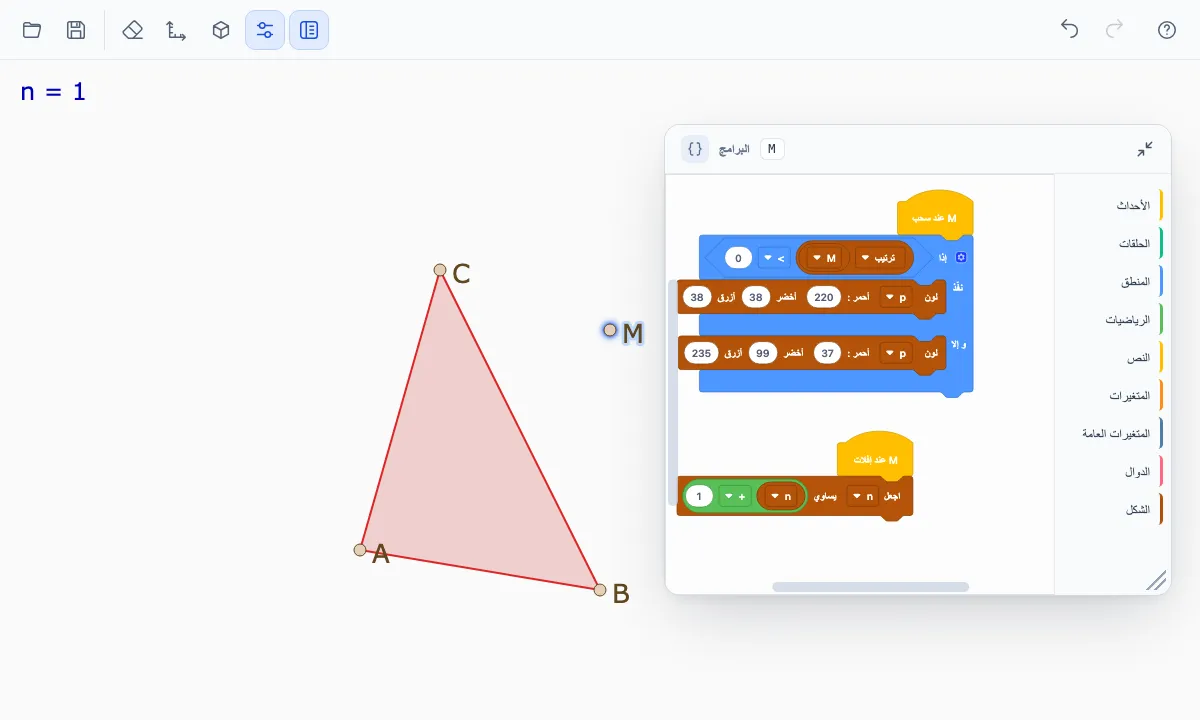 n = 1
{} البرامج M
M عند سحب
إذا ترتيب M > 0
نفّذ
لون p أحمر : 220 أخضر 38 أزرق 38
و إلا
لون p أحمر : 37 أخضر 99 أزرق 235
M عند إفلات
اجعل n يساوي n + 1
الأحداث
الحلقات
المنطق
الرياضيات
النص
المتغيرات
المتغيرات العامة
الدوال
الشكل
C
M
A
B